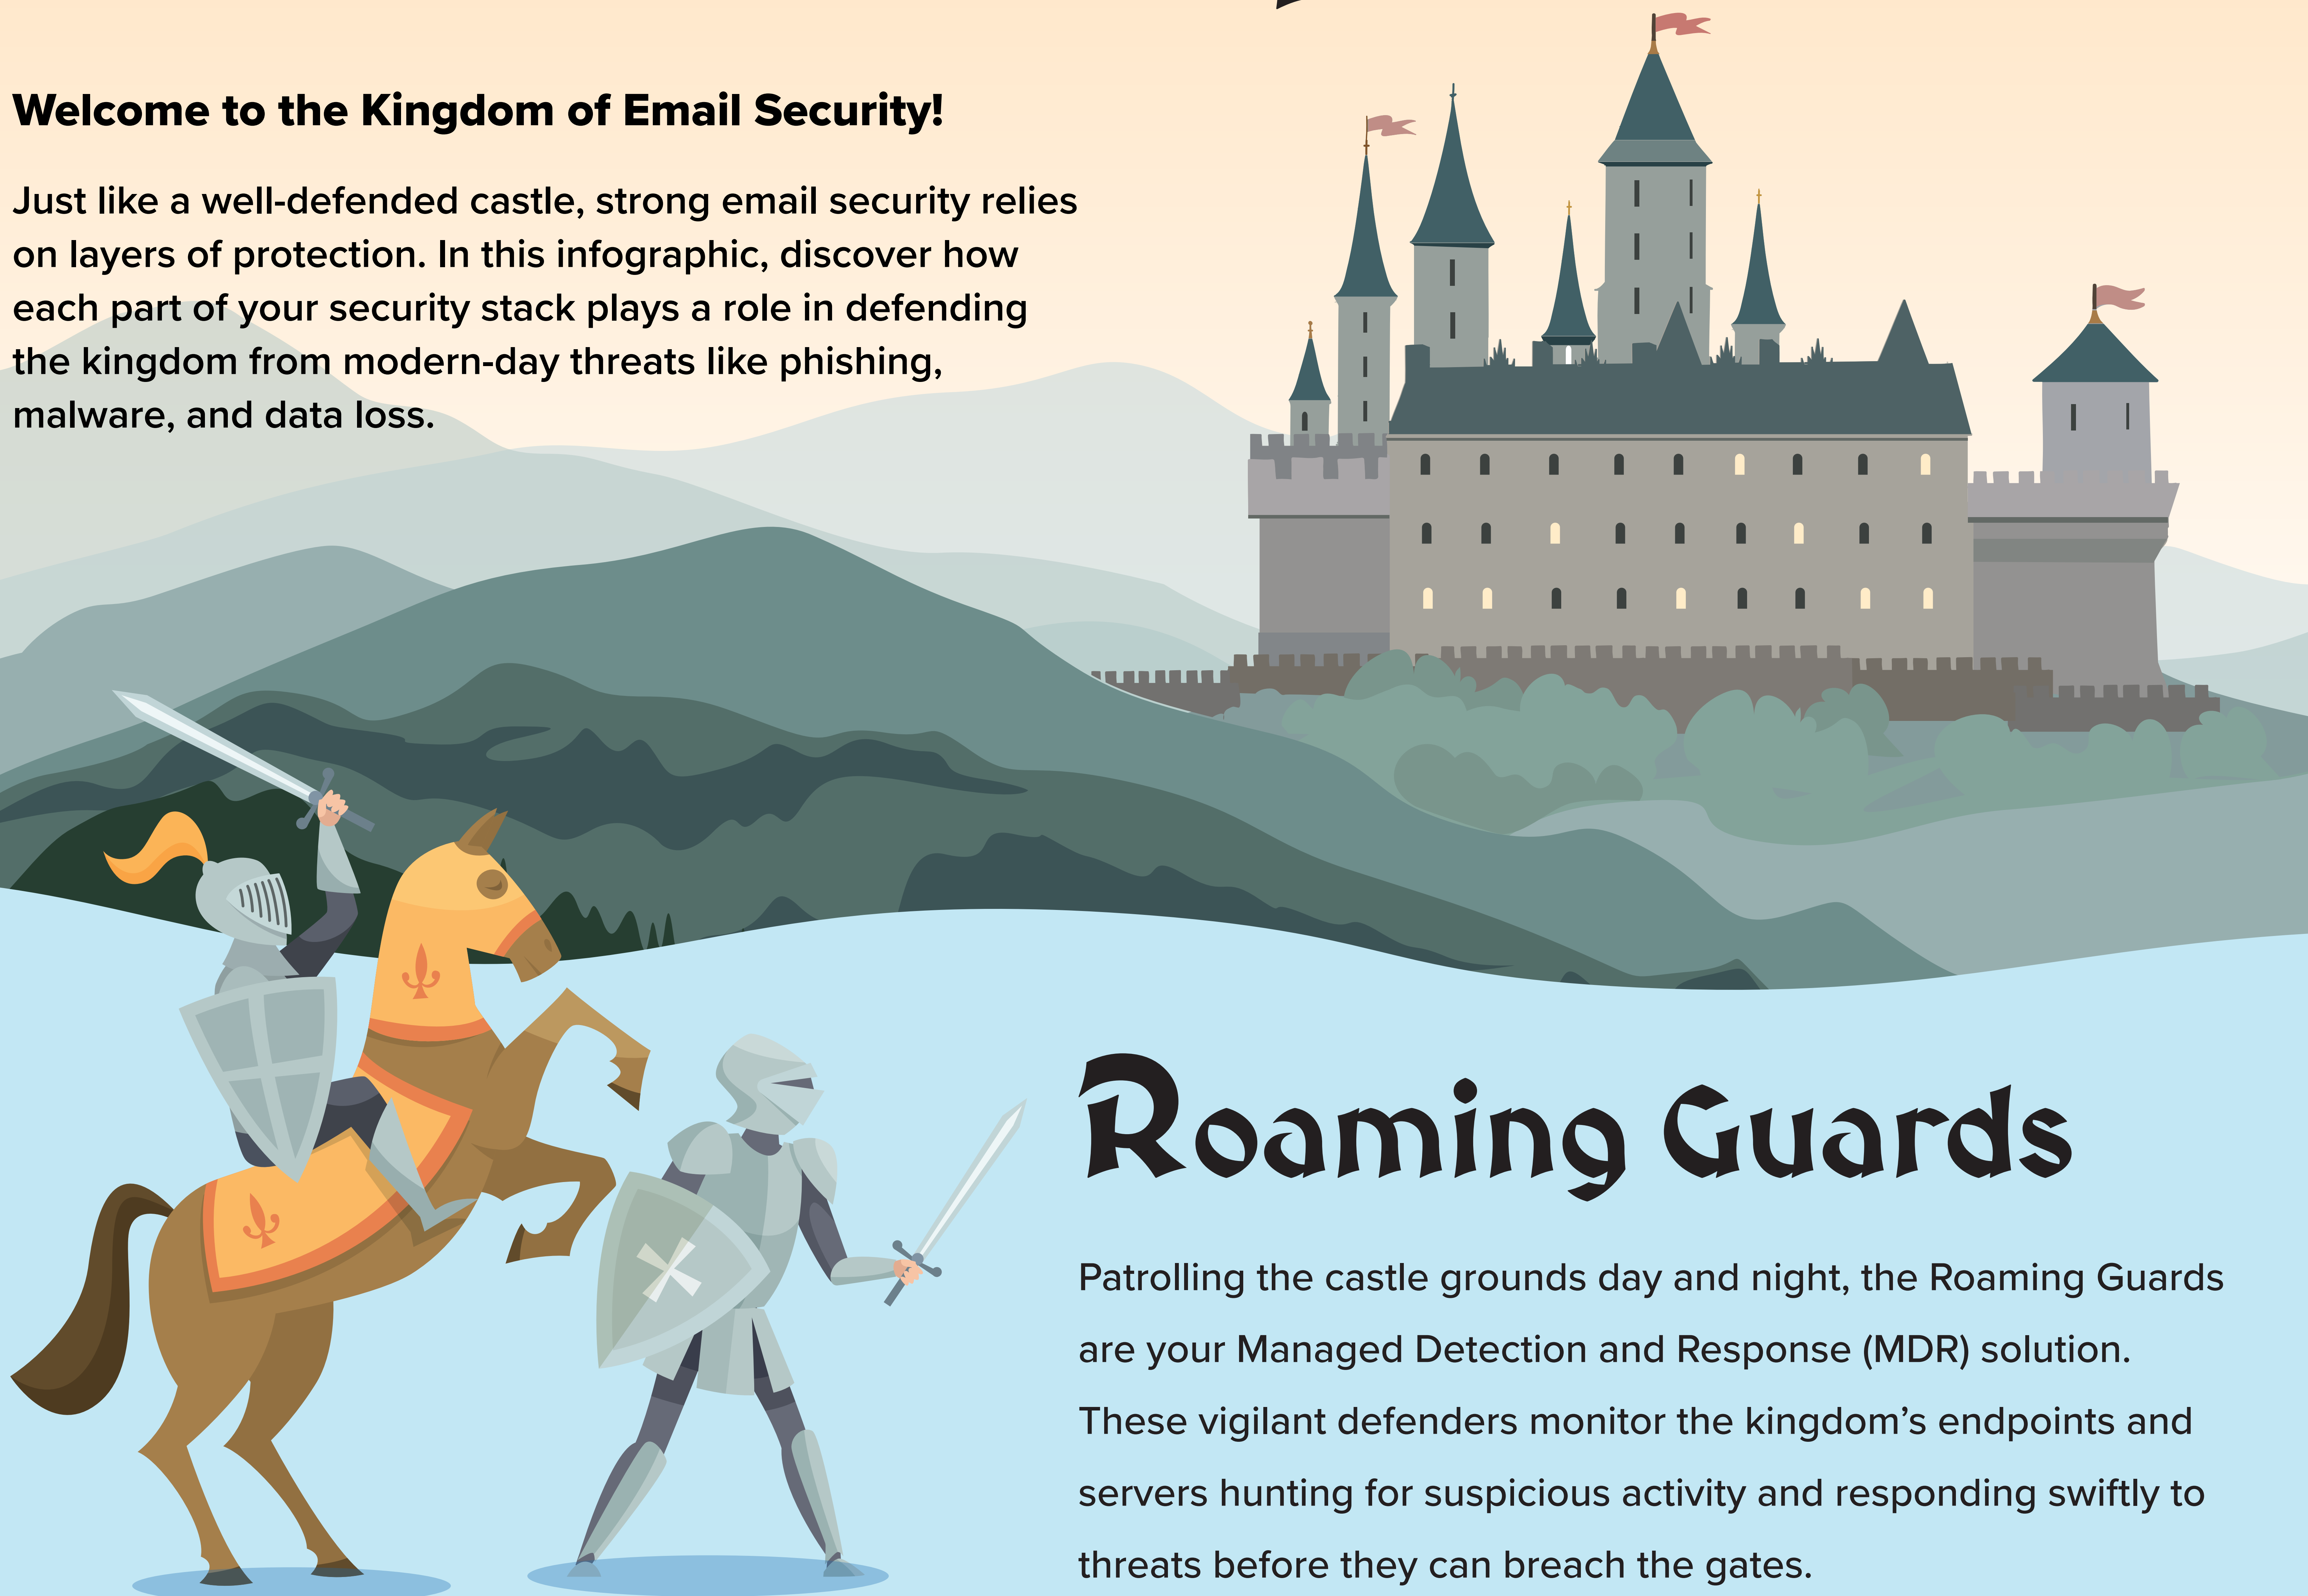 Welcome to the Kingdom of Email Security!
Just like a well-defended castle, strong email security relies
on layers of protection. In this infographic, discover how
each part of your security stack plays a role in defending
the kingdom from modern-day threats like phishing,
malware, and data loss.
Roaming Guards
Patrolling the castle grounds day and night, the Roaming Guards
are your Managed Detection and Response (MDR) solution.
These vigilant defenders monitor the kingdom’s endpoints and
servers hunting for suspicious activity and responding swiftly to
threats before they can breach the gates.